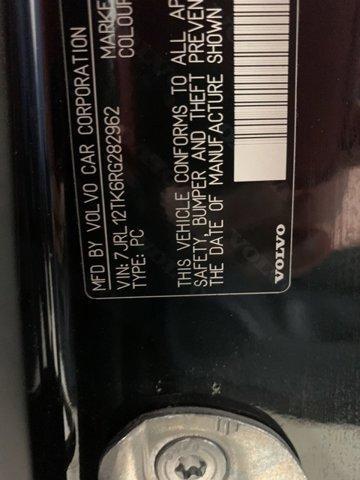 MFD BY VOLVO CAR CORPORATION
VIN: 7JRL12TK6RG282962
TYPE: PC
MARKE
COLOUR
THIS VEHICLE CONFORMS TO ALL AP
SAFETY, BUMPER AND THEFT PREVEN
THE DATE OF MANUFACTURE SHOWN
VOLVO